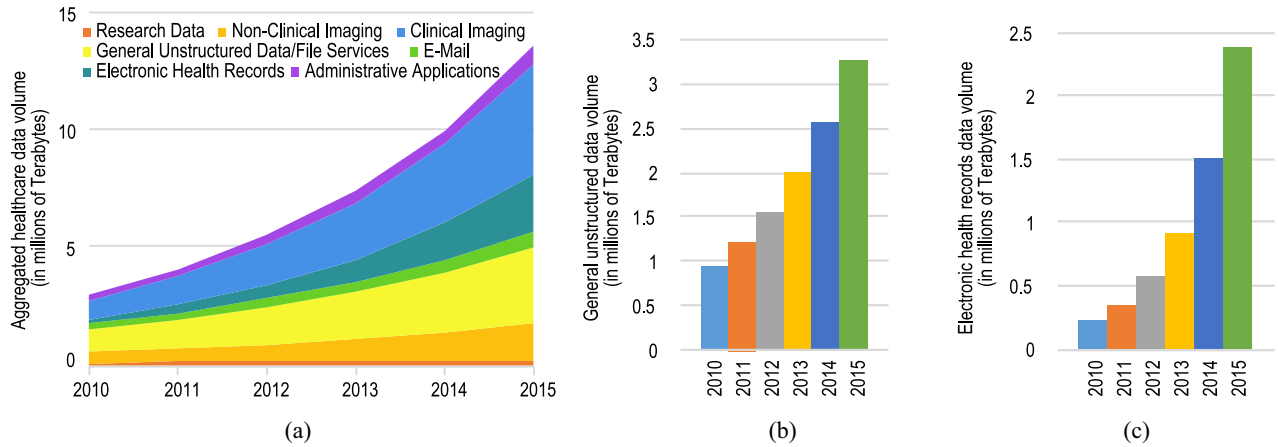 Aggregated healthcare data volume
(in millions of Terabytes)
15
10
5
0
Research Data Non-Clinical Imaging Clinical Imaging
General Unstructured Data/File Services E-Mail
Electronic Health Records Administrative Applications
2010 2011 2012 2013 2014 2015
(a)
General unstructured data volume
(in millions of Terabytes)
3.5
3
2.5
2
1.5
1
0.5
0
2010 2011 2012 2013 2014 2015
(b)
Electronic health records data volume
(in millions of Terabytes)
2.5
2
1.5
1
0.5
0
2010 2011 2012 2013 2014 2015
(c)